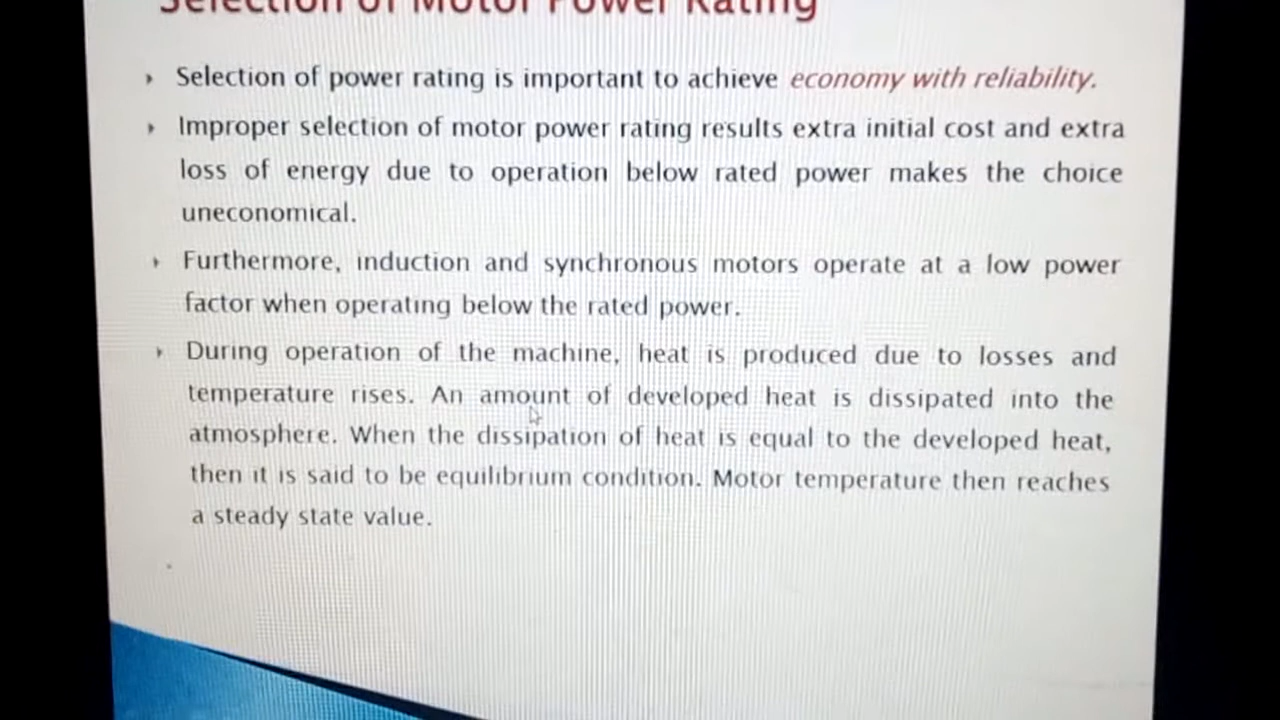 Selection of Motor Power Rating
Selection of power rating is important to achieve economy with reliability.
Improper selection of motor power rating results extra initial cost and extra
loss of energy due to operation below rated power makes the choice
uneconomical.
Furthermore, induction and synchronous motors operate at a low power
factor when operating below the rated power.
During operation of the machine, heat is produced due to losses and
temperature rises. An amount of developed heat is dissipated into the
atmosphere. When the dissipation of heat is equal to the developed heat,
then it is said to be equilibrium condition. Motor temperature then reaches
a steady state value.